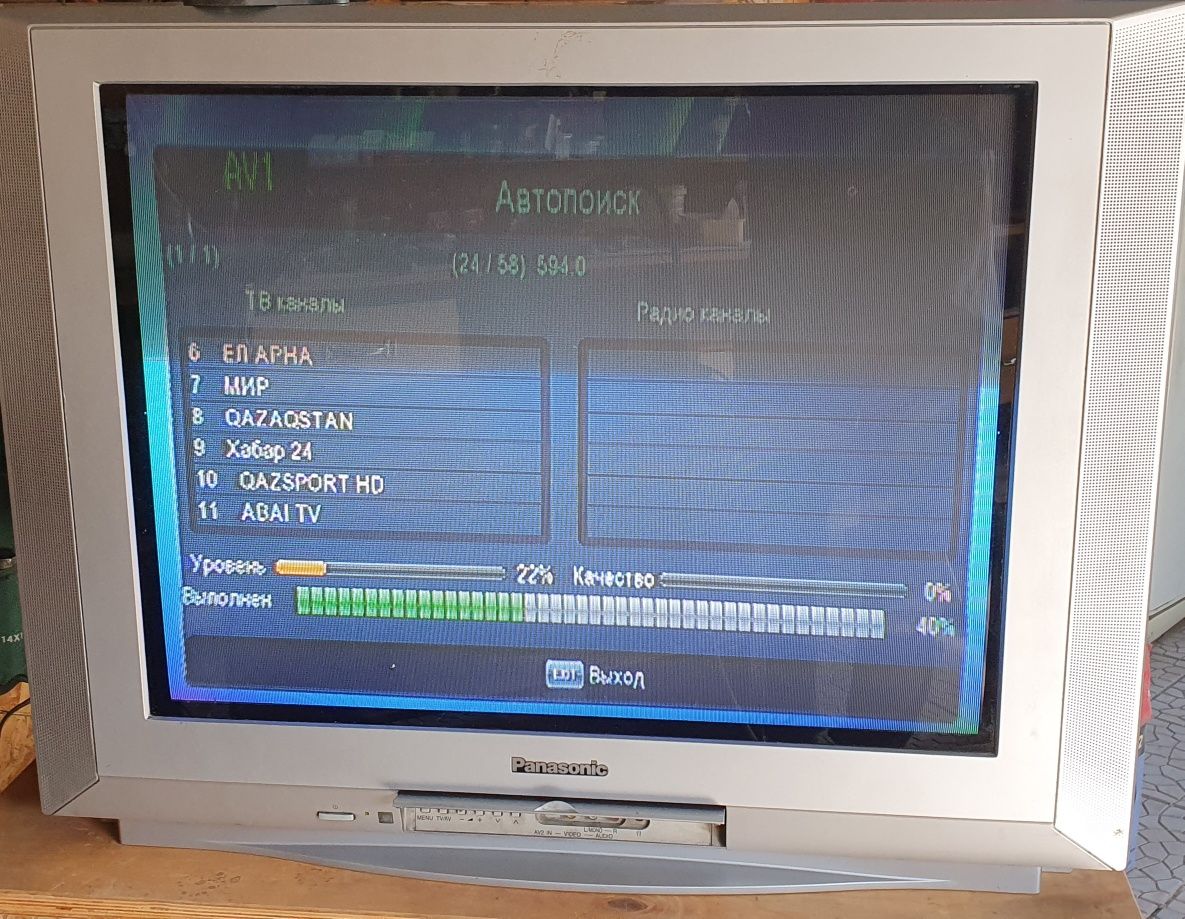 AV1
Автопоиск
(1 / 1)
(24 / 58) 594.0
ТВ каналы
Радио каналы
6 ЕЛ АРНА
7 МИР
8 QAZAQSTAN
9 Хабар 24
10 QAZSPORT HD
11 ABAI TV
Уровень 22% Качество 0%
Выполнен 40%
EXIT Выход
Panasonic
MENU TV/AV - + ∨ ∧
L/MONO R
AV2 IN — VIDEO — AUDIO
14X